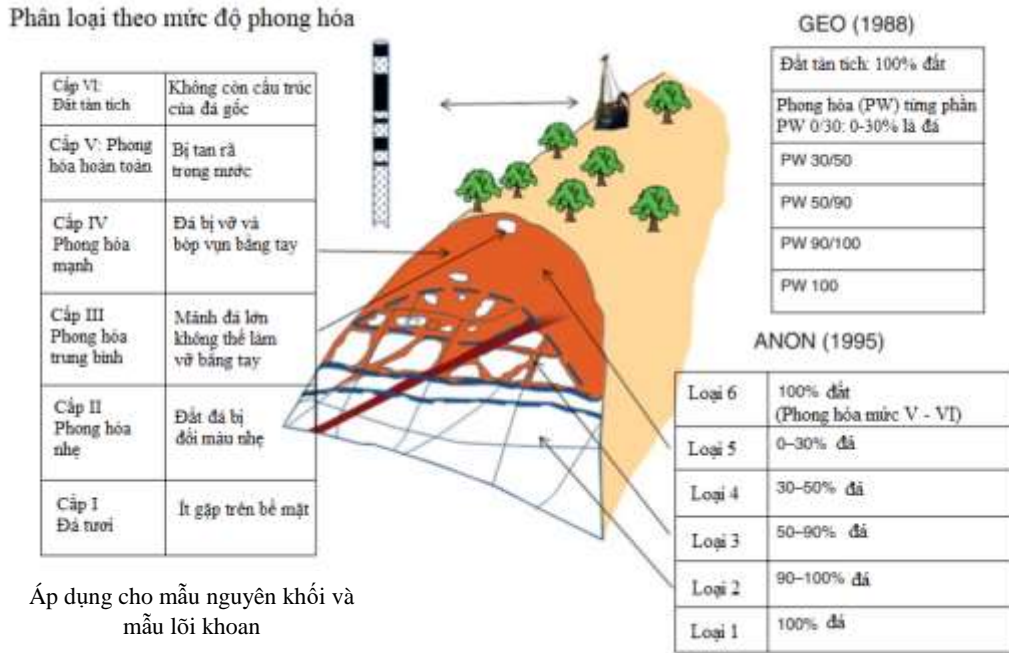 Phân loại theo mức độ phong hóa
Cấp VI:
Đất tàn tích
Không còn cấu trúc
của đá gốc
Cấp V: Phong
hóa hoàn toàn
Bị tan rã
trong nước
Cấp IV
Phong hóa
mạnh
Đá bị vỡ và
bóp vụn bằng tay
Cấp III
Phong hóa
trung bình
Mảnh đá lớn
không thể làm
vỡ bằng tay
Cấp II
Phong hóa
nhẹ
Đất đá bị
đổi màu nhẹ
Cấp I
Đá tươi
Ít gặp trên bề mặt
Áp dụng cho mẫu nguyên khối và
mẫu lõi khoan
GEO (1988)
Đất tàn tích: 100% đất
Phong hóa (PW) từng phần
PW 0/30: 0-30% là đá
PW 30/50
PW 50/90
PW 90/100
PW 100
ANON (1995)
Loại 6
100% đất
(Phong hóa mức V - VI)
Loại 5
0–30% đá
Loại 4
30–50% đá
Loại 3
50–90% đá
Loại 2
90–100% đá
Loại 1
100% đá